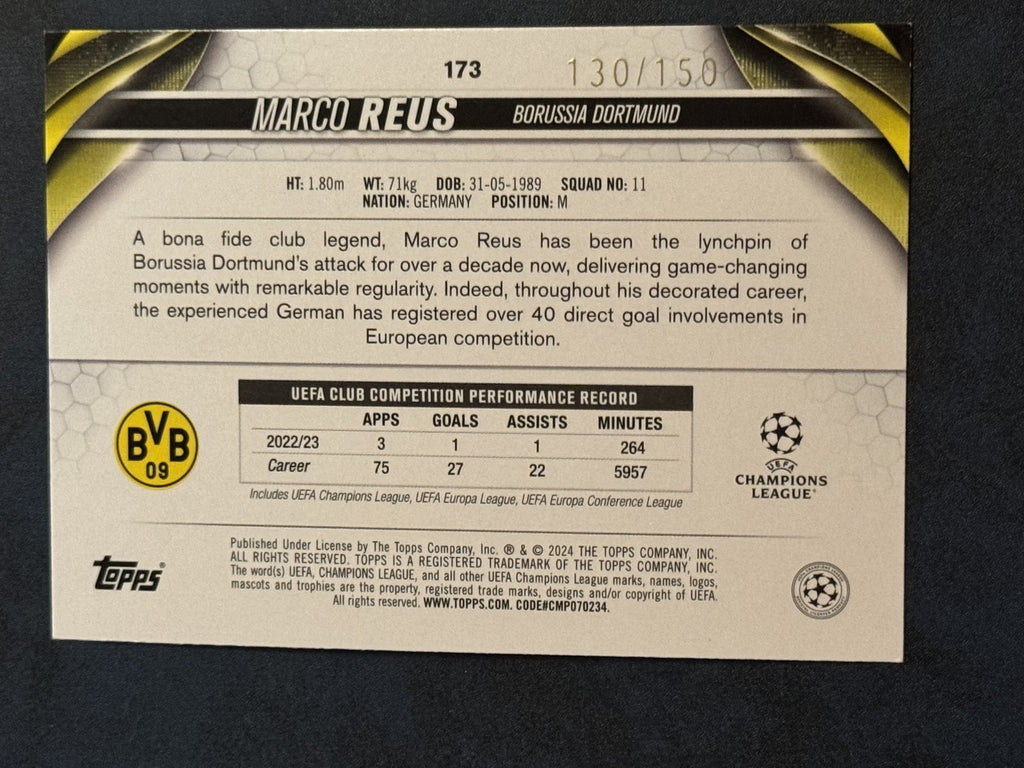 173 130/150
MARCO REUS BORUSSIA DORTMUND
HT: 1.80m WT: 71kg DOB: 31-05-1989 SQUAD NO: 11
NATION: GERMANY POSITION: M
A bona fide club legend, Marco Reus has been the lynchpin of
Borussia Dortmund's attack for over a decade now, delivering game-changing
moments with remarkable regularity. Indeed, throughout his decorated career,
the experienced German has registered over 40 direct goal involvements in
European competition.
UEFA CLUB COMPETITION PERFORMANCE RECORD
APPS GOALS ASSISTS MINUTES
2022/23 3 1 1 264
Career 75 27 22 5957
Includes UEFA Champions League, UEFA Europa League, UEFA Europa Conference League
BVB
09
UEFA
CHAMPIONS
LEAGUE
Topps®
Published Under License by The Topps Company, Inc. ® & © 2024 THE TOPPS COMPANY, INC.
ALL RIGHTS RESERVED. TOPPS IS A REGISTERED TRADEMARK OF THE TOPPS COMPANY, INC.
The word(s) UEFA, CHAMPIONS LEAGUE, and all other UEFA Champions League marks, names, logos,
mascots and trophies are the property, registered trade marks, designs and/or copyright of UEFA.
All rights reserved. WWW.TOPPS.COM. CODE#CMP070234.